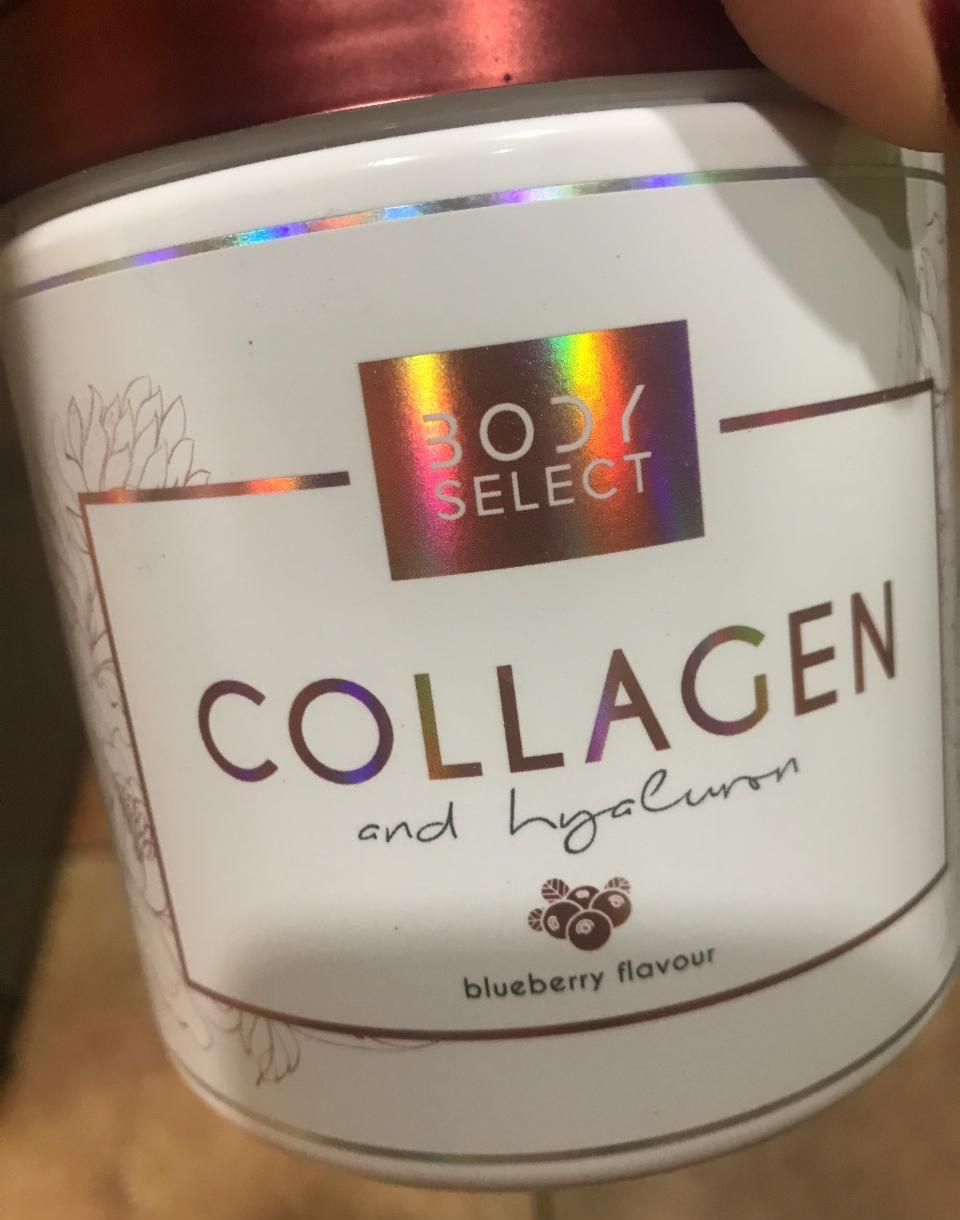 BODY
SELECT
COLLAGEN
and hyaluron
blueberry flavour